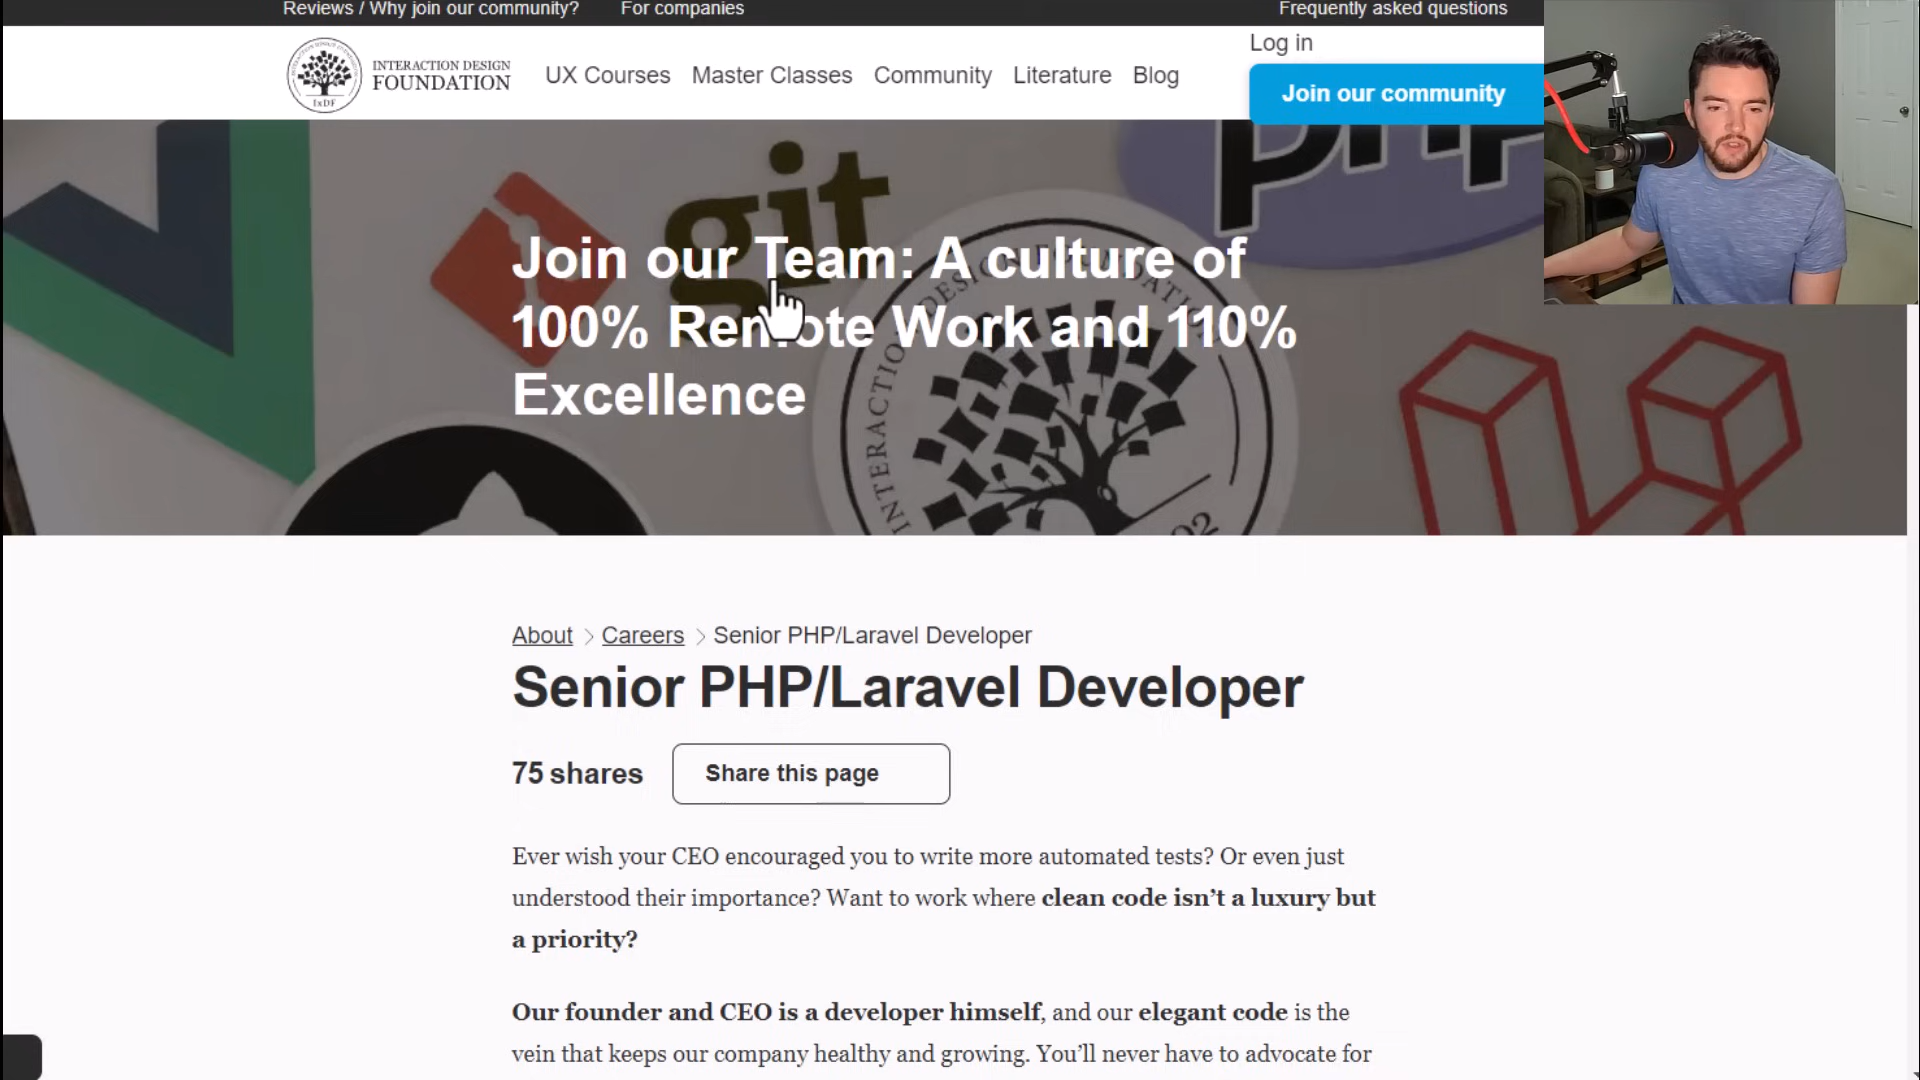 Reviews / Why join our community? For companies Frequently asked questions
Log in
INTERACTION DESIGN
FOUNDATION
IxDF
UX Courses Master Classes Community Literature Blog
Join our community
git
php
Join our Team: A culture of
100% Remote Work and 110%
Excellence
About > Careers > Senior PHP/Laravel Developer
Senior PHP/Laravel Developer
75 shares
Share this page
Ever wish your CEO encouraged you to write more automated tests? Or even just
understood their importance? Want to work where clean code isn’t a luxury but
a priority?
Our founder and CEO is a developer himself, and our elegant code is the
vein that keeps our company healthy and growing. You’ll never have to advocate for